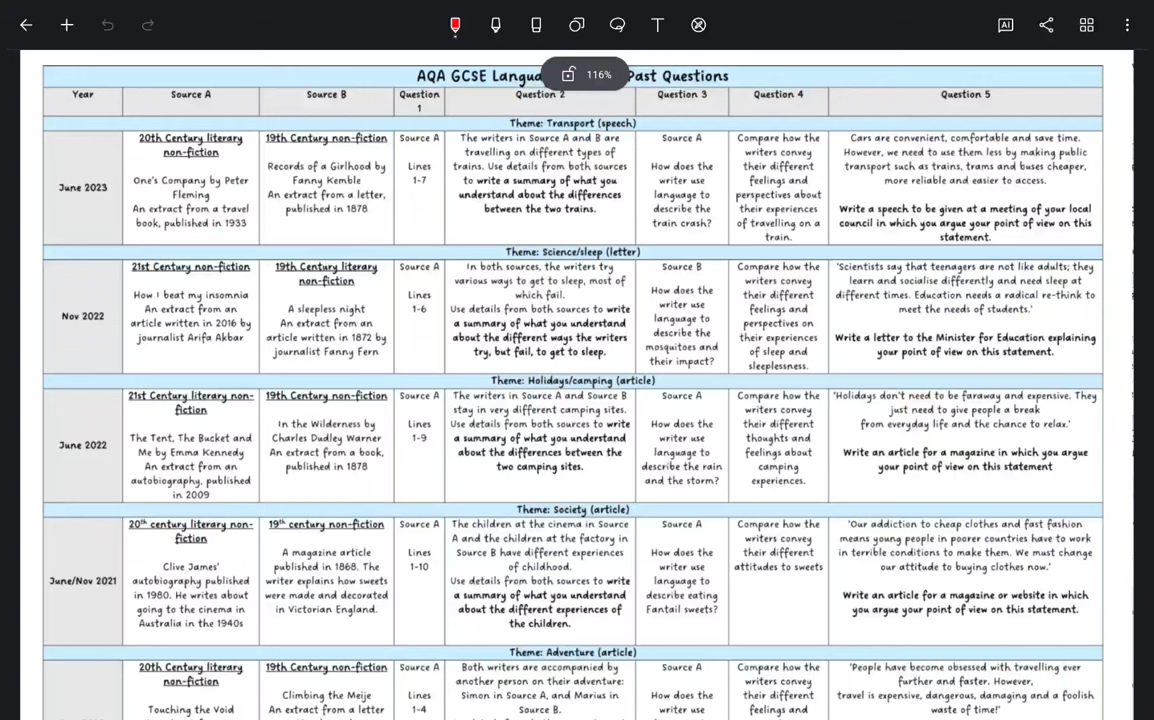 AI
116%
AQA GCSE Langua Past Questions
Year
Source A
Source B
Question
1
Question 2
Question 3
Question 4
Question 5
Theme: Transport (speech)
June 2023
20th Century literary
non-fiction
One's Company by Peter
Fleming
An extract from a travel
book, published in 1933
19th Century non-fiction
Records of a Girlhood by
Fanny Kemble
An extract from a letter,
published in 1878
Source A
Lines
1-7
The writers in Source A and B are
travelling on different types of
trains. Use details from both sources
to write a summary of what you
understand about the differences
between the two trains.
Source A
How does the
writer use
language to
describe the
train crash?
Compare how the
writers convey
their different
feelings and
perspectives about
their experiences
of travelling on a
train.
Cars are convenient, comfortable and save time.
However, we need to use them less by making public
transport such as trains, trams and buses cheaper,
more reliable and easier to access.
Write a speech to be given at a meeting of your local
council in which you argue your point of view on this
statement.
Theme: Science/sleep (letter)
Nov 2022
21st Century non-fiction
How I beat my insomnia
An extract from an
article written in 2016 by
journalist Arifa Akbar
19th Century literary
non-fiction
A sleepless night
An extract from an
article written in 1872 by
journalist Fanny Fern
Source A
Lines
1-6
In both sources, the writers try
various ways to get to sleep, most of
which fail.
Use details from both sources to write
a summary of what you understand
about the different ways the writers
try, but fail, to get to sleep.
Source B
How does the
writer use
language to
describe the
mosquitoes and
their impact?
Compare how the
writers convey
their different
feelings and
perspectives on
their experiences
of sleep and
sleeplessness.
'Scientists say that teenagers are not like adults; they
learn and socialise differently and need sleep at
different times. Education needs a radical re-think to
meet the needs of students.'
Write a letter to the Minister for Education explaining
your point of view on this statement.
Theme: Holidays/camping (article)
June 2022
21st Century literary non-
fiction
The Tent, The Bucket and
Me by Emma Kennedy
An extract from an
autobiography, published
in 2009
19th Century non-fiction
In the Wilderness by
Charles Dudley Warner
An extract from a book,
published in 1878
Source A
Lines
1-9
The writers in Source A and Source B
stay in very different camping sites.
Use details from both sources to write
a summary of what you understand
about the differences between the
two camping sites.
Source A
How does the
writer use
language to
describe the rain
and the storm?
Compare how the
writers convey
their different
thoughts and
feelings about
camping
experiences.
'Holidays don't need to be faraway and expensive. They
just need to give people a break
from everyday life and the chance to relax.'
Write an article for a magazine in which you argue
your point of view on this statement
Theme: Society (article)
June/Nov 2021
20th century literary non-
fiction
Clive James'
autobiography published
in 1980. He writes about
going to the cinema in
Australia in the 1940s
19th century non-fiction
A magazine article
published in 1868. The
writer explains how sweets
were made and decorated
in Victorian England.
Source A
Lines
1-10
The children at the cinema in Source
A and the children at the factory in
Source B have different experiences
of childhood.
Use details from both sources to write
a summary of what you understand
about the different experiences of
the children.
Source A
How does the
writer use
language to
describe eating
Fantail sweets?
Compare how the
writers convey
their different
attitudes to sweets
'Our addiction to cheap clothes and fast fashion
means young people in poorer countries have to work
in terrible conditions to make them. We must change
our attitude to buying clothes now.'
Write an article for a magazine or website in which
you argue your point of view on this statement.
Theme: Adventure (article)
20th Century literary
non-fiction
Touching the Void
19th Century non-fiction
Climbing the Meije
An extract from a letter
Source A
Lines
1-4
Both writers are accompanied by
another person on their adventure:
Simon in Source A, and Marius in
Source B.
Source A
How does the
writer use
Compare how the
writers convey
their different
feelings and
'People have become obsessed with travelling ever
further and faster. However,
travel is expensive, dangerous, damaging and a foolish
waste of time!'